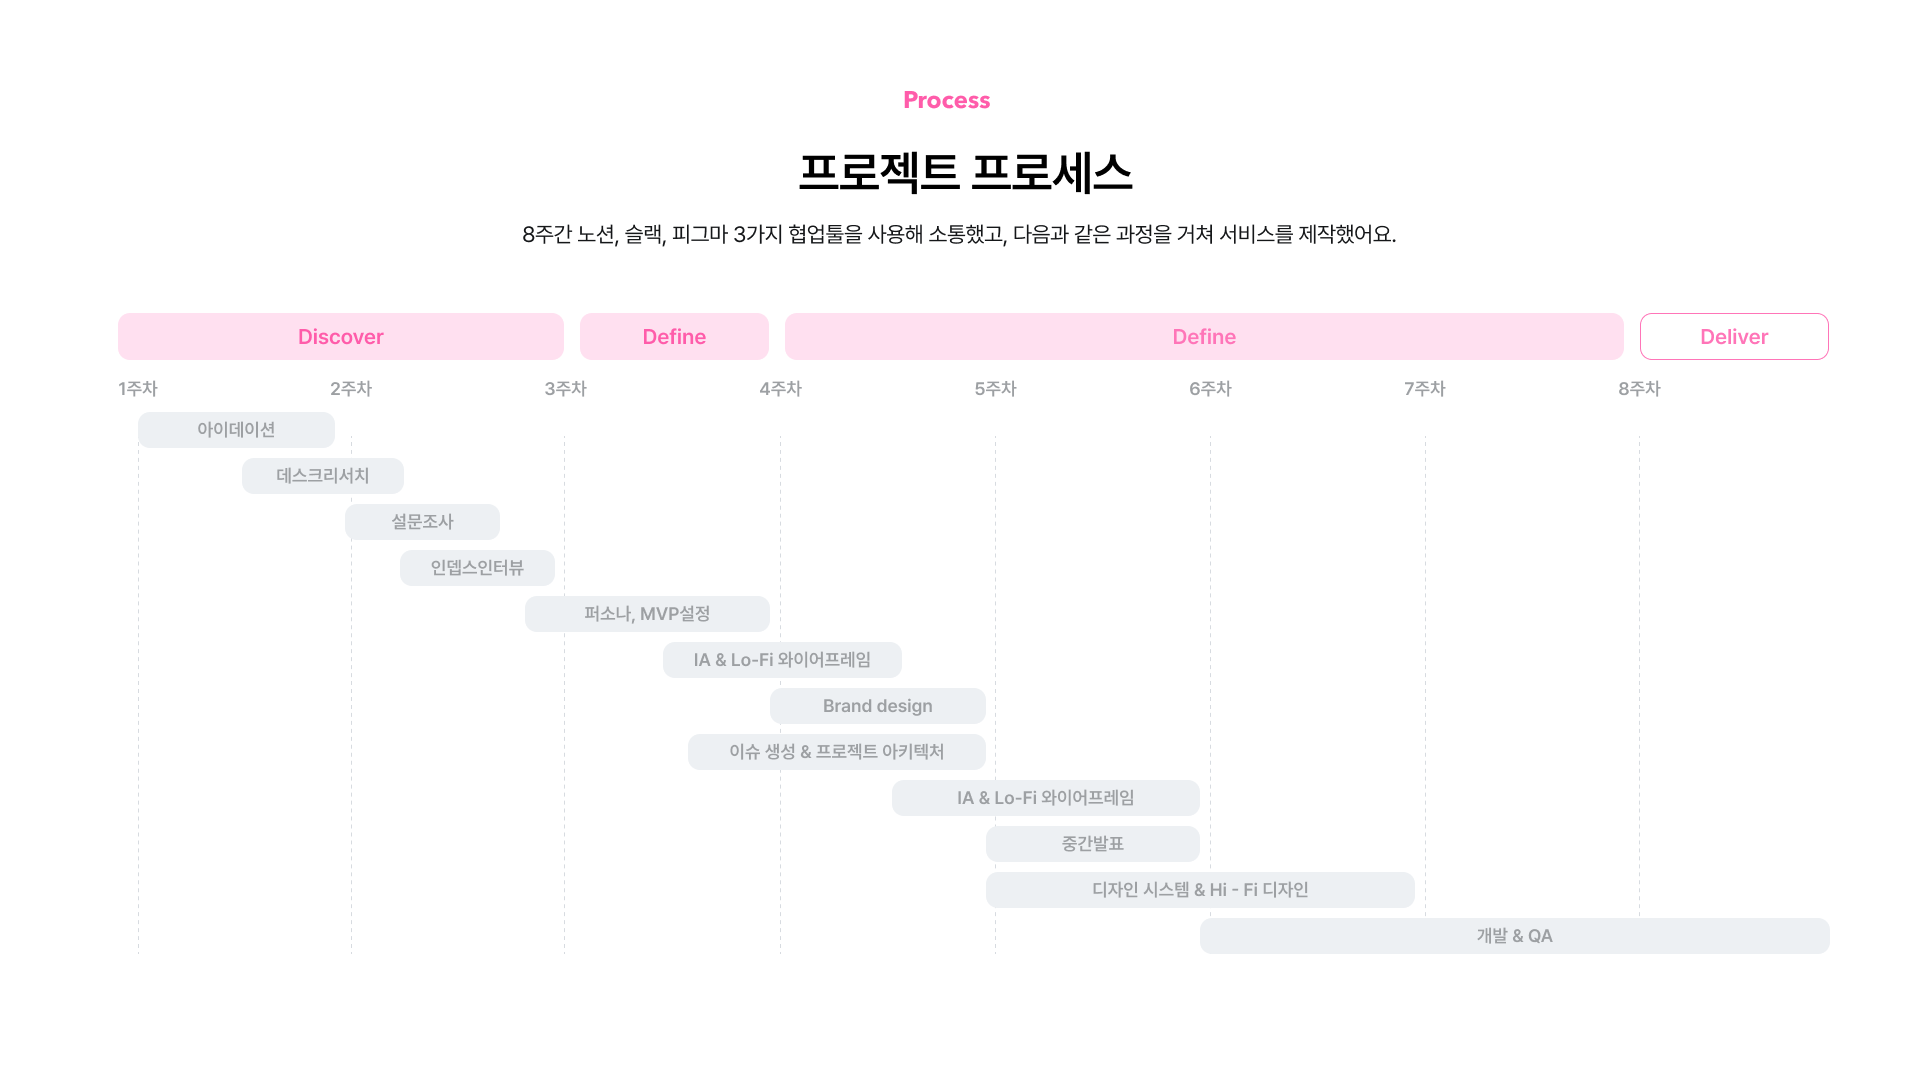 Process
프로젝트 프로세스
8주간 노션, 슬랙, 피그마 3가지 협업툴을 사용해 소통했고, 다음과 같은 과정을 거쳐 서비스를 제작했어요.
Discover Define Define Deliver
1주차 2주차 3주차 4주차 5주차 6주차 7주차 8주차
아이데이션
데스크리서치
설문조사
인뎁스인터뷰
퍼소나, MVP설정
IA & Lo-Fi 와이어프레임
Brand design
이슈 생성 & 프로젝트 아키텍처
IA & Lo-Fi 와이어프레임
중간발표
디자인 시스템 & Hi - Fi 디자인
개발 & QA